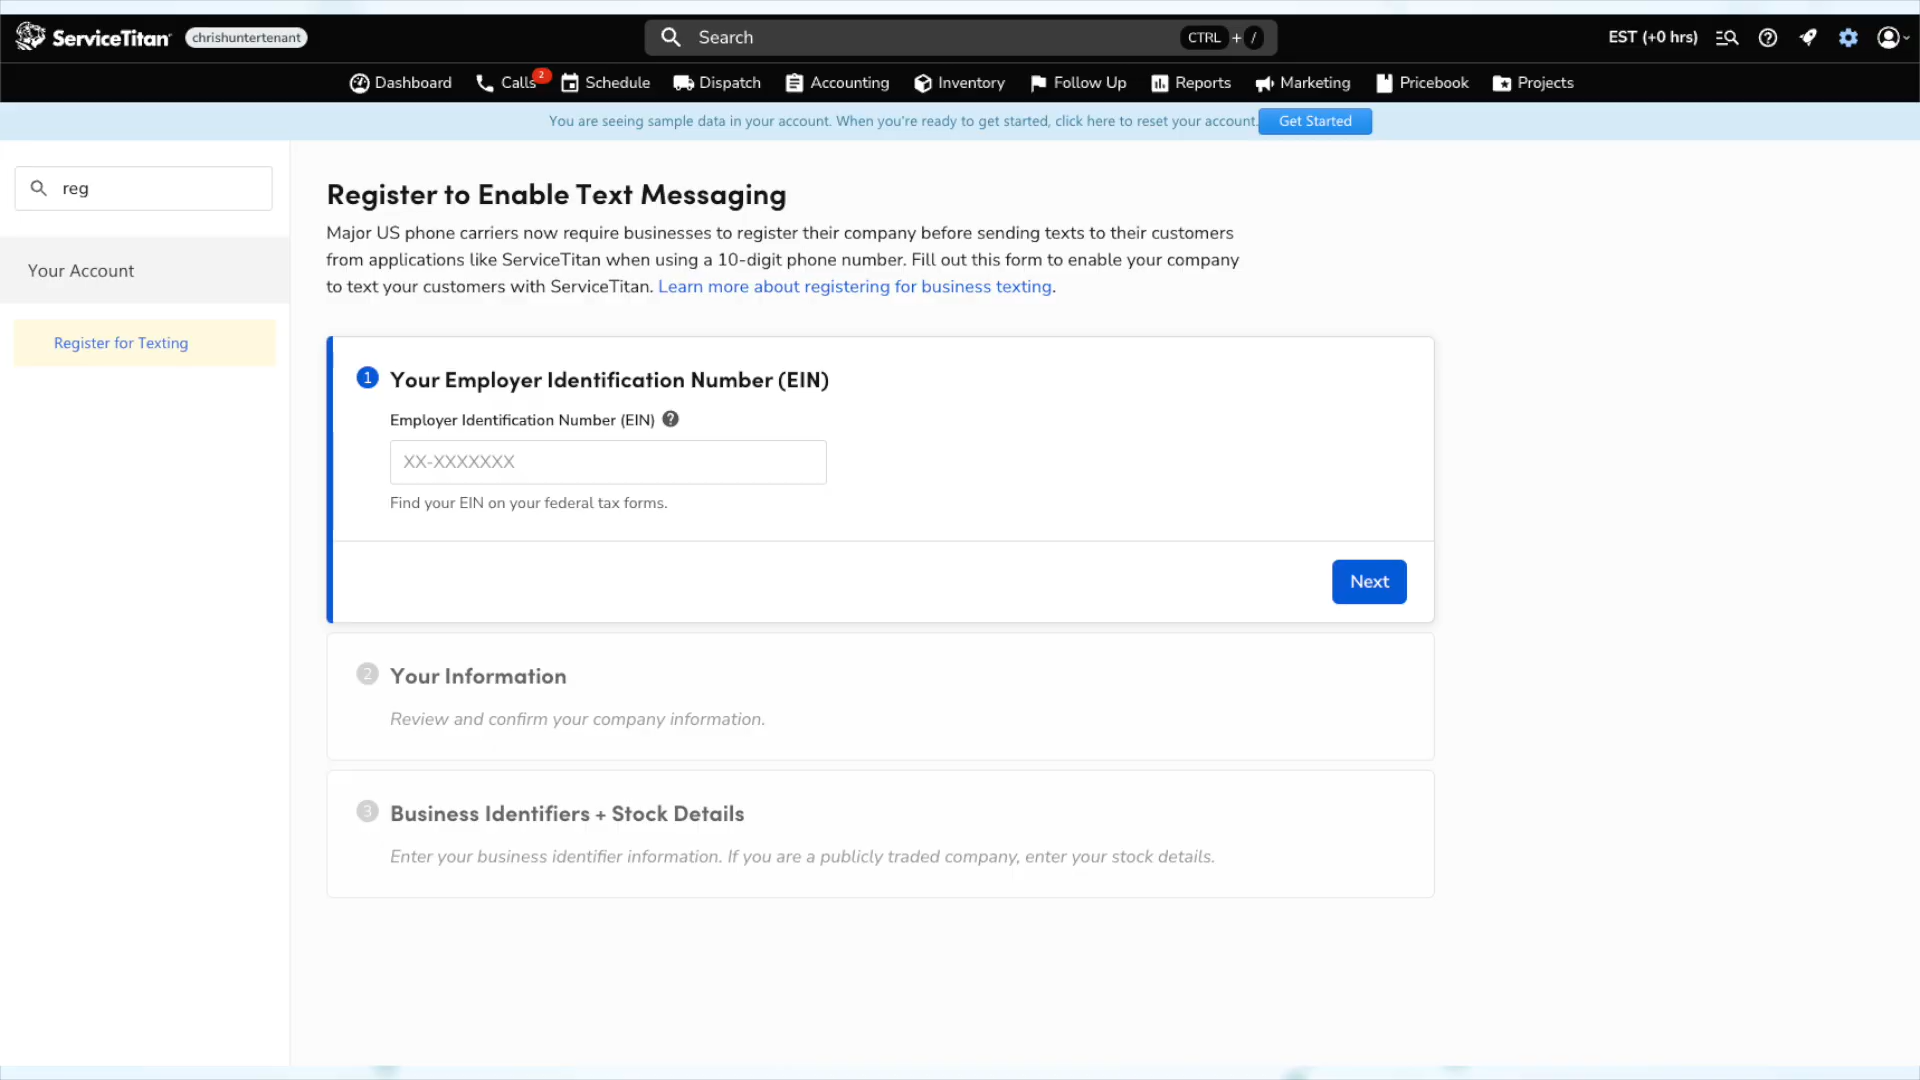 ServiceTitan
chrishuntertenant
Search
CTRL + /
EST (+0 hrs)
Dashboard
Calls
2
Schedule
Dispatch
Accounting
Inventory
Follow Up
Reports
Marketing
Pricebook
Projects
You are seeing sample data in your account. When you're ready to get started, click here to reset your account.
Get Started
reg
Your Account
Register for Texting
Register to Enable Text Messaging
Major US phone carriers now require businesses to register their company before sending texts to their customers
from applications like ServiceTitan when using a 10-digit phone number. Fill out this form to enable your company
to text your customers with ServiceTitan. Learn more about registering for business texting.
1 Your Employer Identification Number (EIN)
Employer Identification Number (EIN) ?
XX-XXXXXXX
Find your EIN on your federal tax forms.
Next
2 Your Information
Review and confirm your company information.
3 Business Identifiers + Stock Details
Enter your business identifier information. If you are a publicly traded company, enter your stock details.